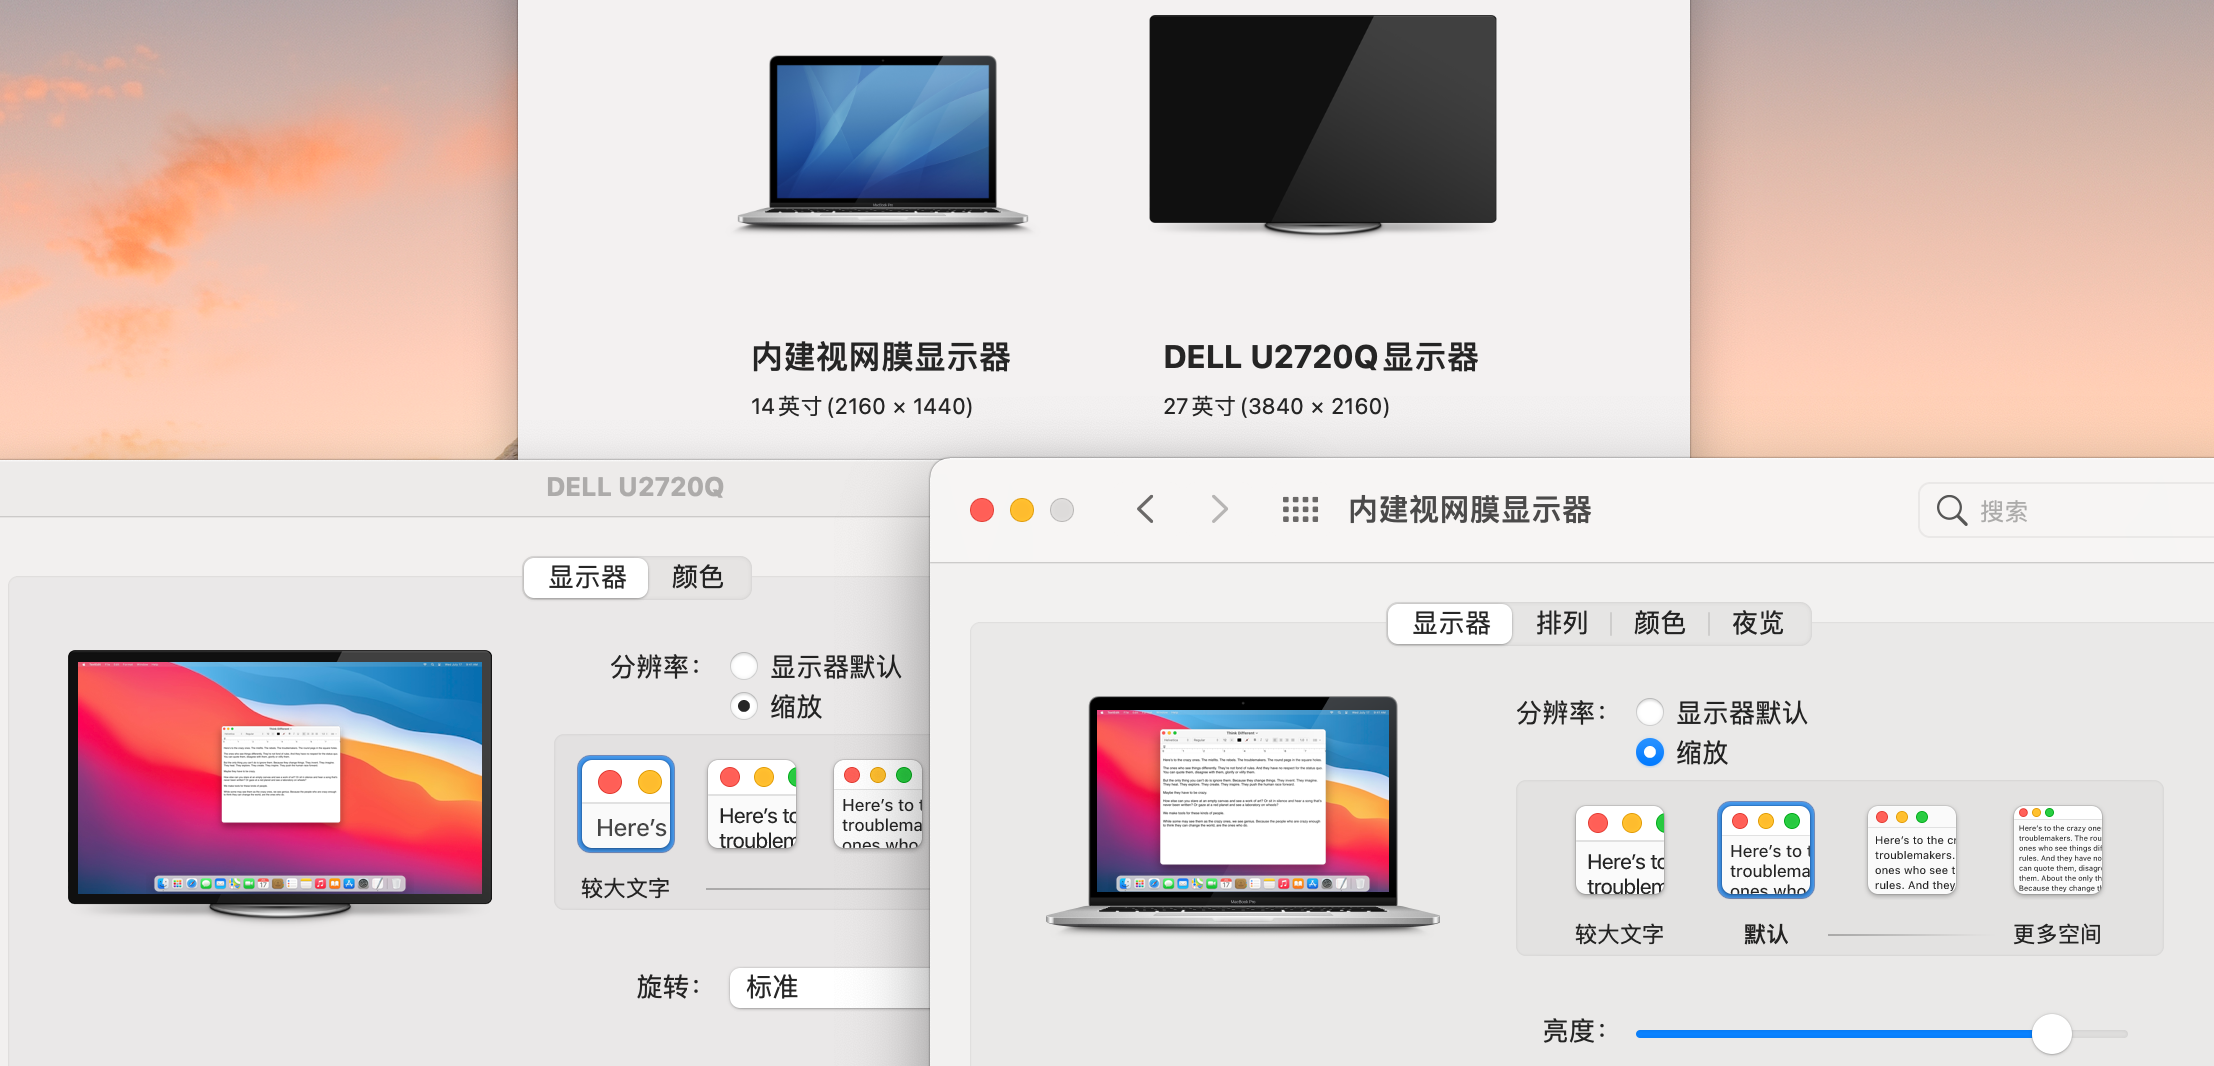 内建视网膜显示器
14英寸 (2160 × 1440)
DELL U2720Q显示器
27英寸 (3840 × 2160)
DELL U2720Q
显示器
颜色
分辨率：
显示器默认
缩放
Here's
Here's to
troublem
Here's to t
troublema
ones who
较大文字
旋转：
标准
内建视网膜显示器
搜索
显示器
排列
颜色
夜览
分辨率：
显示器默认
缩放
Here's to
troublem
Here's to t
troublema
ones who
Here's to the cr
troublemakers.
ones who see t
rules. And they
Here's to the crazy one
troublemakers. The rou
ones who see things dif
rules. And they have no
can quote them, disagr
them. About the only th
Because they change t
较大文字
默认
更多空间
亮度：